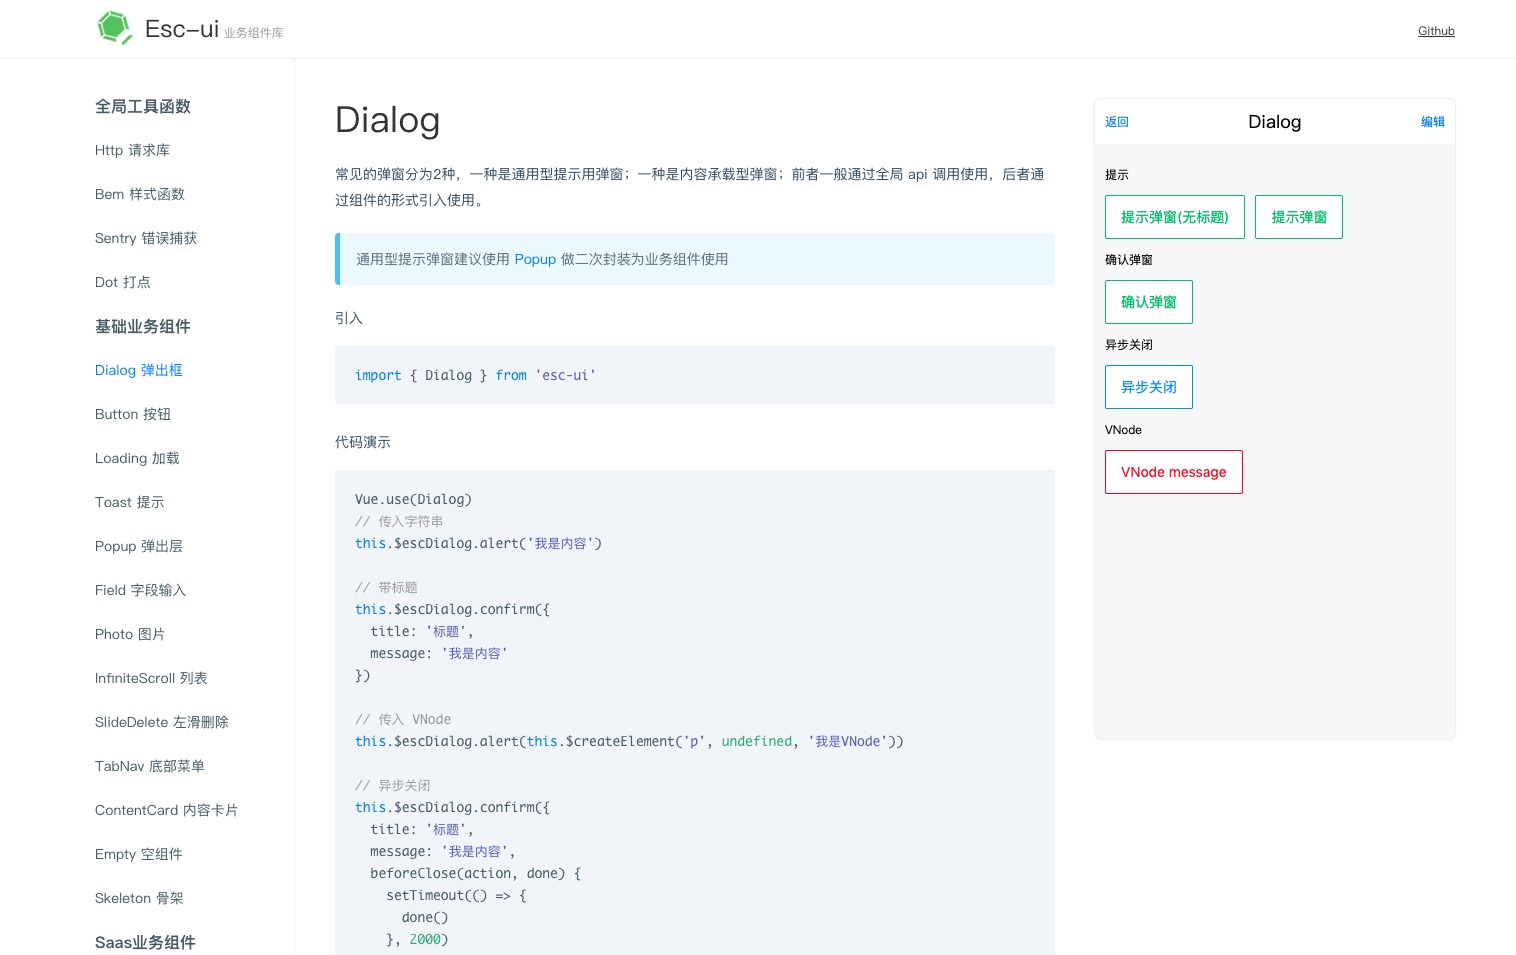 Esc-ui 业务组件库
Github
全局工具函数
Http 请求库
Bem 样式函数
Sentry 错误捕获
Dot 打点
基础业务组件
Dialog 弹出框
Button 按钮
Loading 加载
Toast 提示
Popup 弹出层
Field 字段输入
Photo 图片
InfiniteScroll 列表
SlideDelete 左滑删除
TabNav 底部菜单
ContentCard 内容卡片
Empty 空组件
Skeleton 骨架
Saas业务组件
Dialog
常见的弹窗分为2种，一种是通用型提示用弹窗；一种是内容承载型弹窗；前者一般通过全局 api 调用使用，后者通
过组件的形式引入使用。
通用型提示弹窗建议使用 Popup 做二次封装为业务组件使用
引入
import { Dialog } from 'esc-ui'
代码演示
Vue.use(Dialog)
// 传入字符串
this.$escDialog.alert('我是内容')
// 带标题
this.$escDialog.confirm({
title: '标题',
message: '我是内容'
})
// 传入 VNode
this.$escDialog.alert(this.$createElement('p', undefined, '我是VNode'))
// 异步关闭
this.$escDialog.confirm({
title: '标题',
message: '我是内容',
beforeClose(action, done) {
setTimeout(() => {
done()
}, 2000)
返回 Dialog 编辑
提示
提示弹窗(无标题) 提示弹窗
确认弹窗
确认弹窗
异步关闭
异步关闭
VNode
VNode message